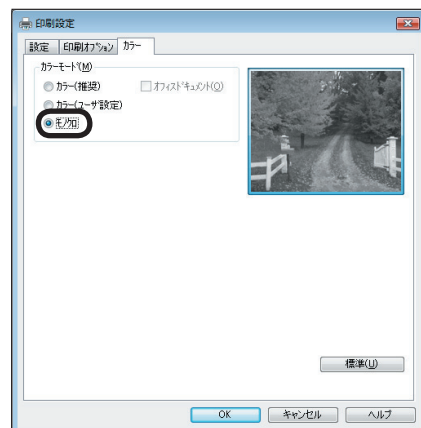 印刷設定
設定 印刷オプション カラー
カラーモード(M)
カラー(推奨) オフィスドキュメント(O)
カラー(ユーザ設定)
モノクロ
標準(U)
OK キャンセル ヘルプ